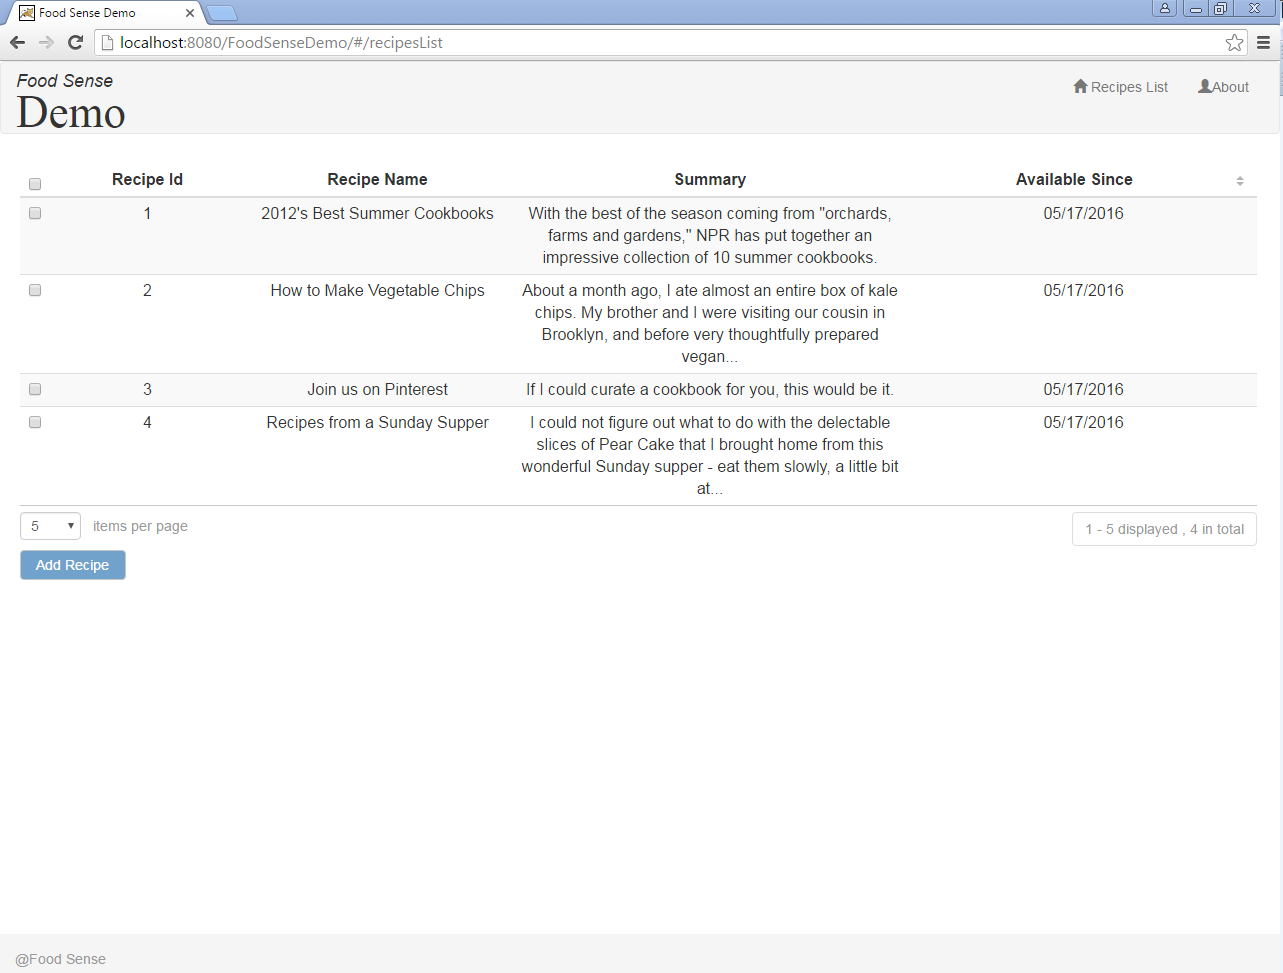 Food Sense Demo
localhost:8080/FoodSenseDemo/#/recipesList
Food Sense
Demo
Recipes List
About
Recipe Id
Recipe Name
Summary
Available Since
1
2012's Best Summer Cookbooks
With the best of the season coming from "orchards,
farms and gardens," NPR has put together an
impressive collection of 10 summer cookbooks.
05/17/2016
2
How to Make Vegetable Chips
About a month ago, I ate almost an entire box of kale
chips. My brother and I were visiting our cousin in
Brooklyn, and before very thoughtfully prepared
vegan...
05/17/2016
3
Join us on Pinterest
If I could curate a cookbook for you, this would be it.
05/17/2016
4
Recipes from a Sunday Supper
I could not figure out what to do with the delectable
slices of Pear Cake that I brought home from this
wonderful Sunday supper - eat them slowly, a little bit
at...
05/17/2016
5
items per page
1 - 5 displayed , 4 in total
Add Recipe
@Food Sense